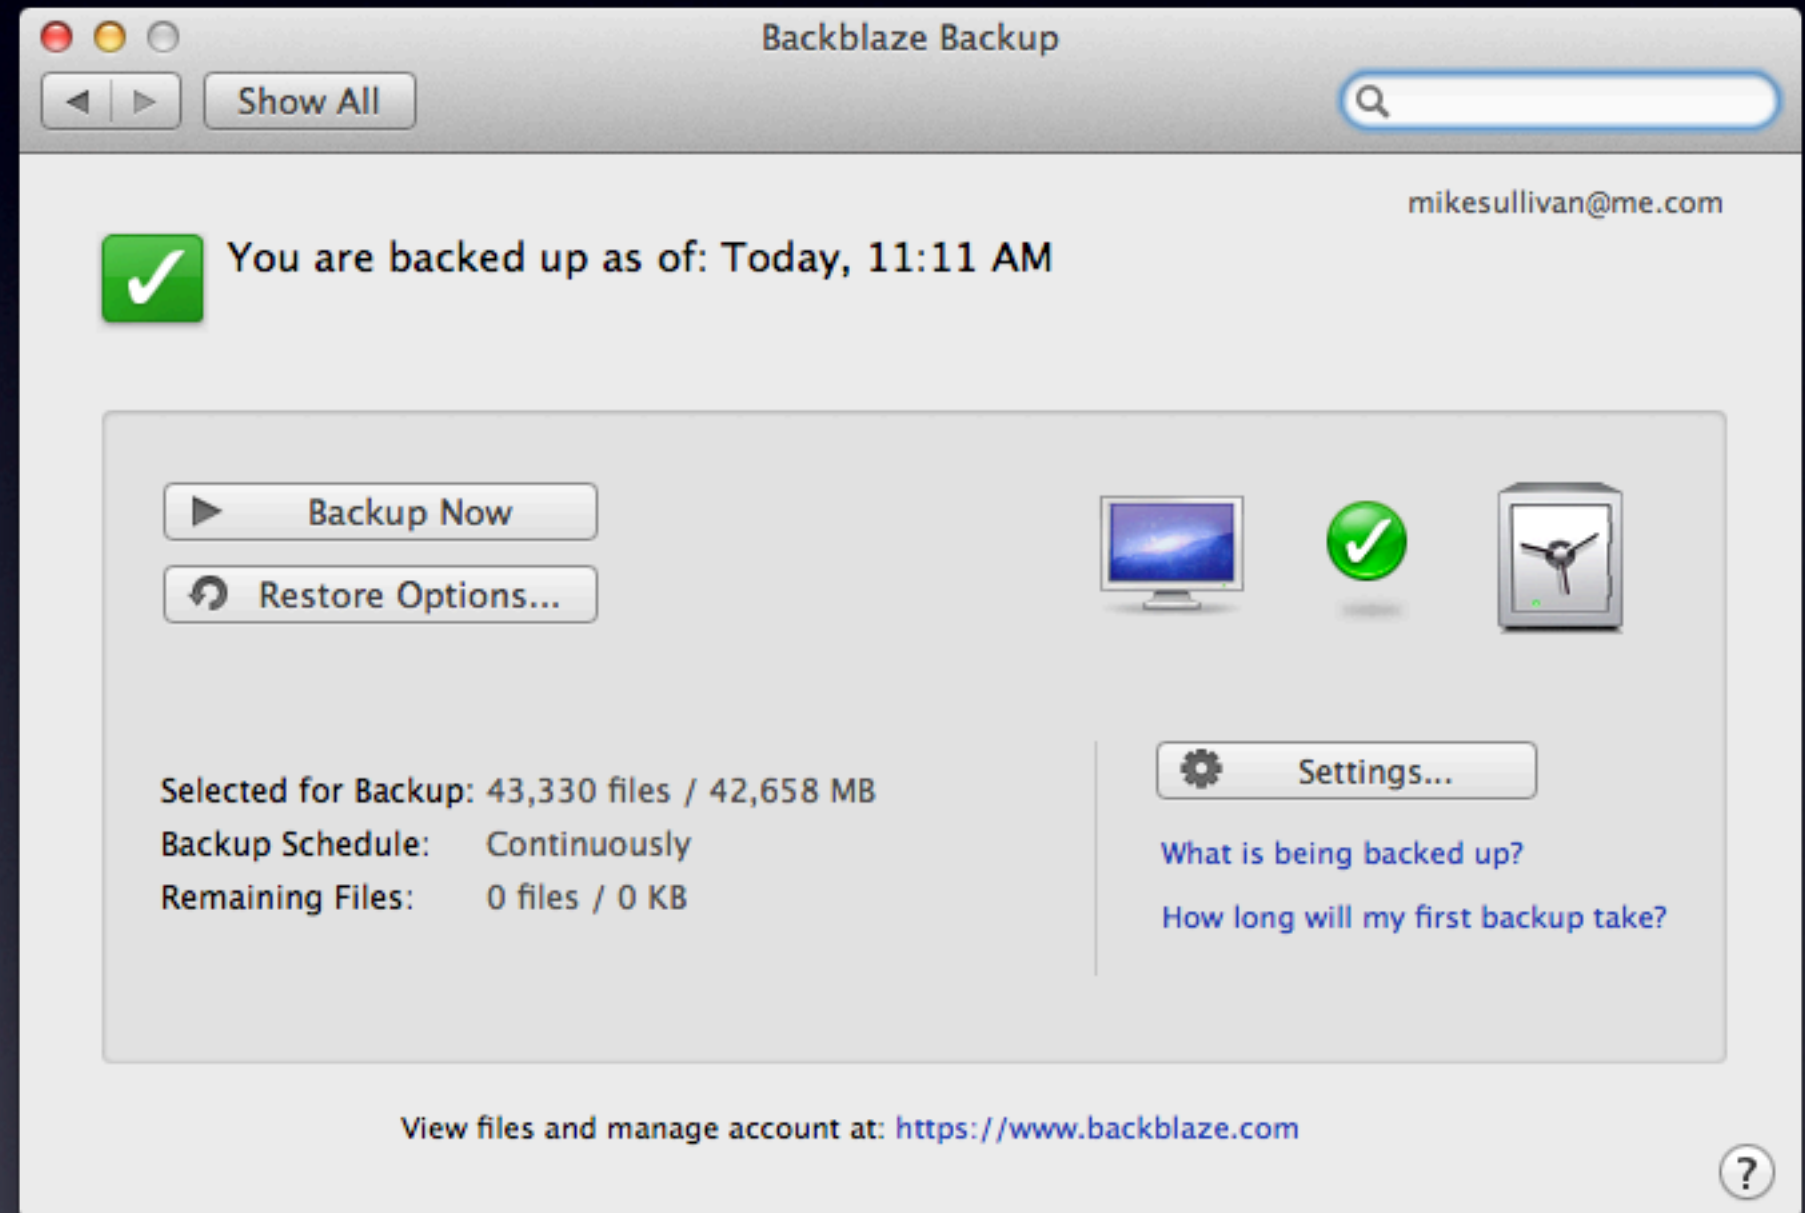 Backblaze Backup
Show All
mikesullivan@me.com
You are backed up as of: Today, 11:11 AM
Backup Now
Restore Options...
Selected for Backup: 43,330 files / 42,658 MB
Backup Schedule: Continuously
Remaining Files: 0 files / 0 KB
Settings...
What is being backed up?
How long will my first backup take?
View files and manage account at: https://www.backblaze.com
?